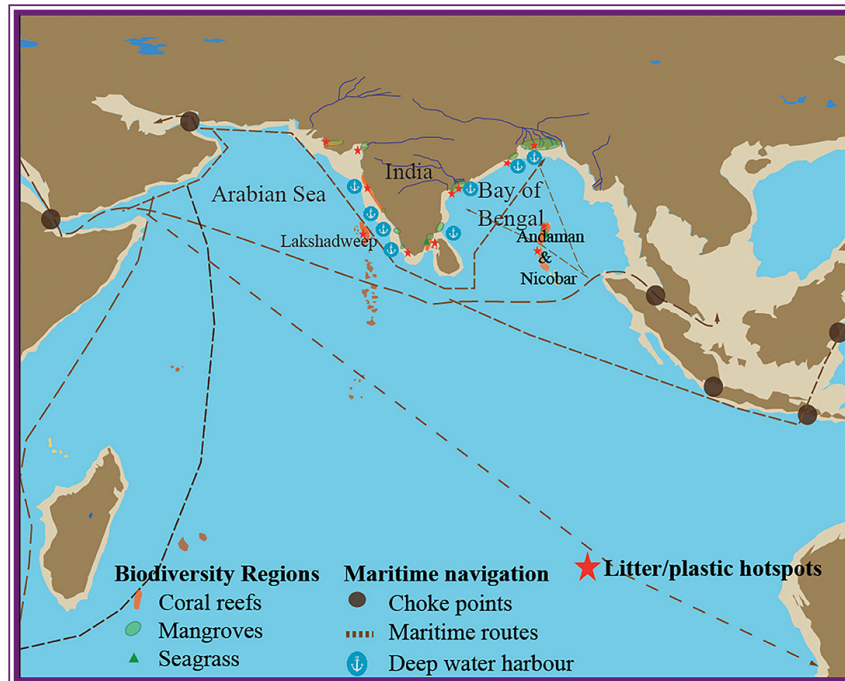 India
Arabian Sea
Bay of
Bengal
Lakshadweep
Andaman
&
Nicobar
Biodiversity Regions
Coral reefs
Mangroves
Seagrass
Maritime navigation
Choke points
Maritime routes
Deep water harbour
Litter/plastic hotspots